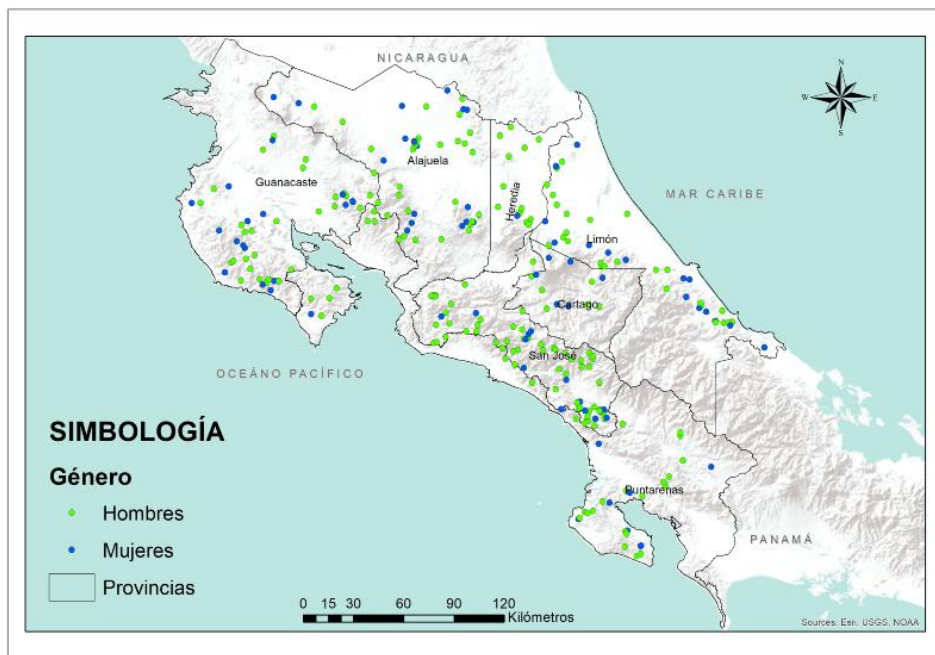 NICARAGUA
N
W E
S
Alajuela
Guanacaste
Heredia
MAR CARIBE
Limón
Cartago
San José
OCEÁNO PACÍFICO
SIMBOLOGÍA
Género
Hombres
Mujeres
Provincias
Puntarenas
PANAMÁ
0 15 30 60 90 120
Kilómetros
Sources: Esri, USGS, NOAA